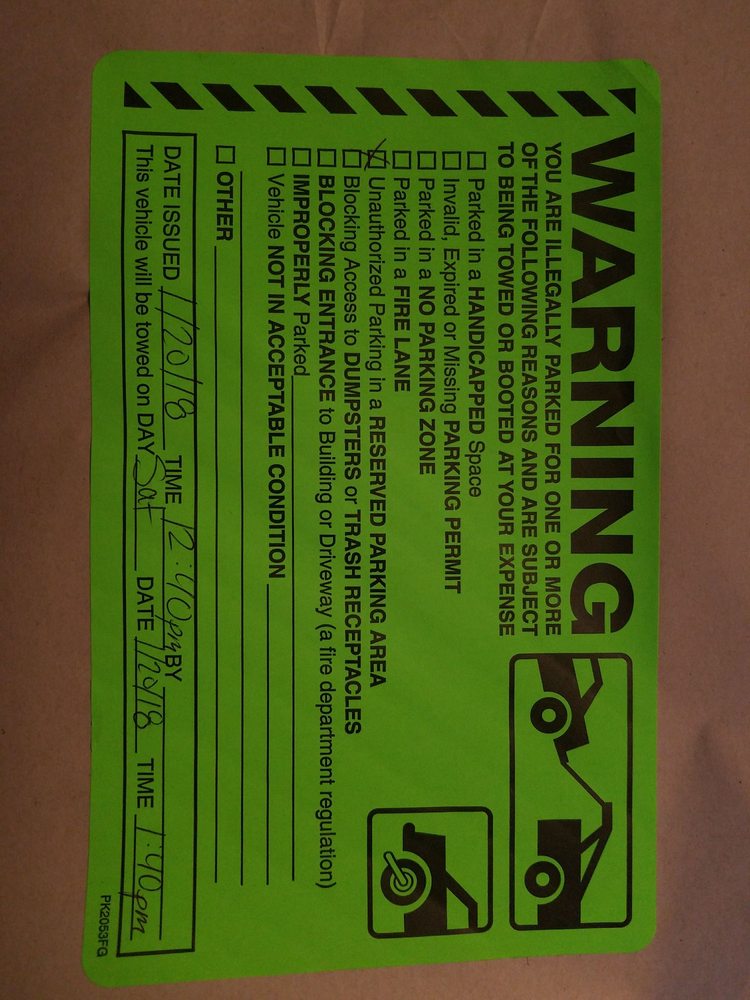 WARNING
YOU ARE ILLEGALLY PARKED FOR ONE OR MORE
OF THE FOLLOWING REASONS AND ARE SUBJECT
TO BEING TOWED OR BOOTED AT YOUR EXPENSE
Parked in a HANDICAPPED Space
Invalid, Expired or Missing PARKING PERMIT
Parked in a NO PARKING ZONE
Parked in a FIRE LANE
Unauthorized Parking in a RESERVED PARKING AREA
Blocking Access to DUMPSTERS or TRASH RECEPTACLES
BLOCKING ENTRANCE to Building or Driveway (a fire department regulation)
IMPROPERLY Parked
Vehicle NOT IN ACCEPTABLE CONDITION
OTHER
DATE ISSUED 1/20/18 TIME 12:40pm BY
This vehicle will be towed on DAY Sat DATE 1/20/18 TIME 1:40pm
PK2053FG